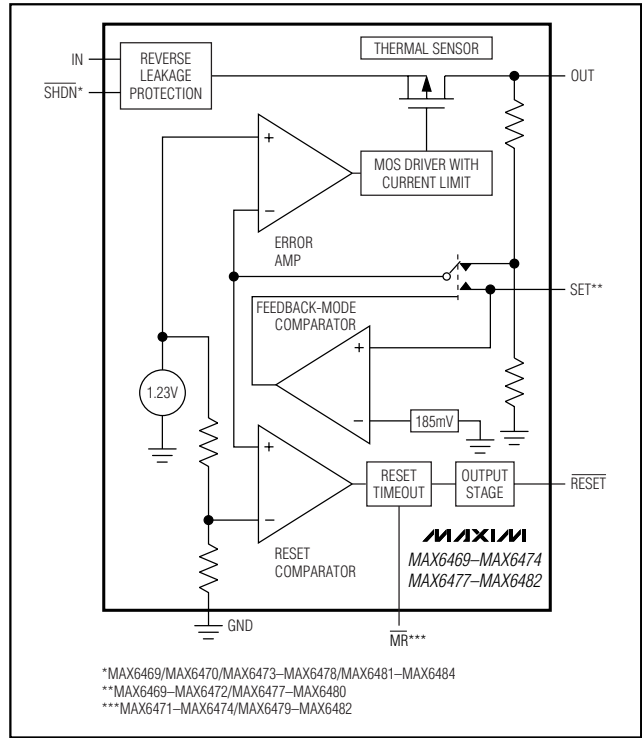 IN
SHDN*
REVERSE
LEAKAGE
PROTECTION
THERMAL SENSOR
OUT
+
−
MOS DRIVER WITH
CURRENT LIMIT
ERROR
AMP
SET**
FEEDBACK-MODE
COMPARATOR
+
−
1.23V
185mV
+
−
RESET
TIMEOUT
OUTPUT
STAGE
RESET
RESET
COMPARATOR
MAXIM
MAX6469–MAX6474
MAX6477–MAX6482
GND
MR***
*MAX6469/MAX6470/MAX6473–MAX6478/MAX6481–MAX6484
**MAX6469–MAX6472/MAX6477–MAX6480
***MAX6471–MAX6474/MAX6479–MAX6482